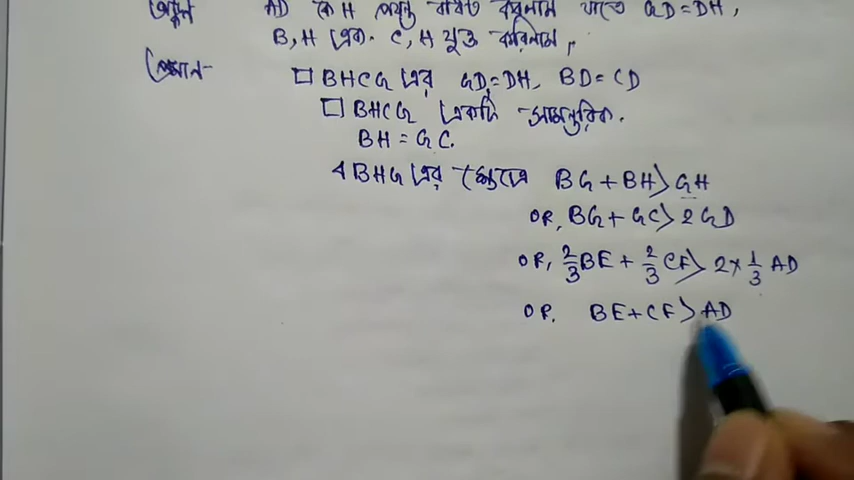 অঙ্কন AD কে H পর্যন্ত বর্ধিত করিলাম যাতে GD = DH,
B, H এবং C, H যুক্ত করিলাম,
প্রমাণ- □ BHCG এর GD = DH, BD = CD
□ BHCG একটি সামান্তরিক.
BH = GC.
△ BHG এর ক্ষেত্রে BG + BH > GH
OR, BG + GC > 2GD
OR, 2/3 BE + 2/3 CF > 2 × 1/3 AD
OR. BE + CF > AD